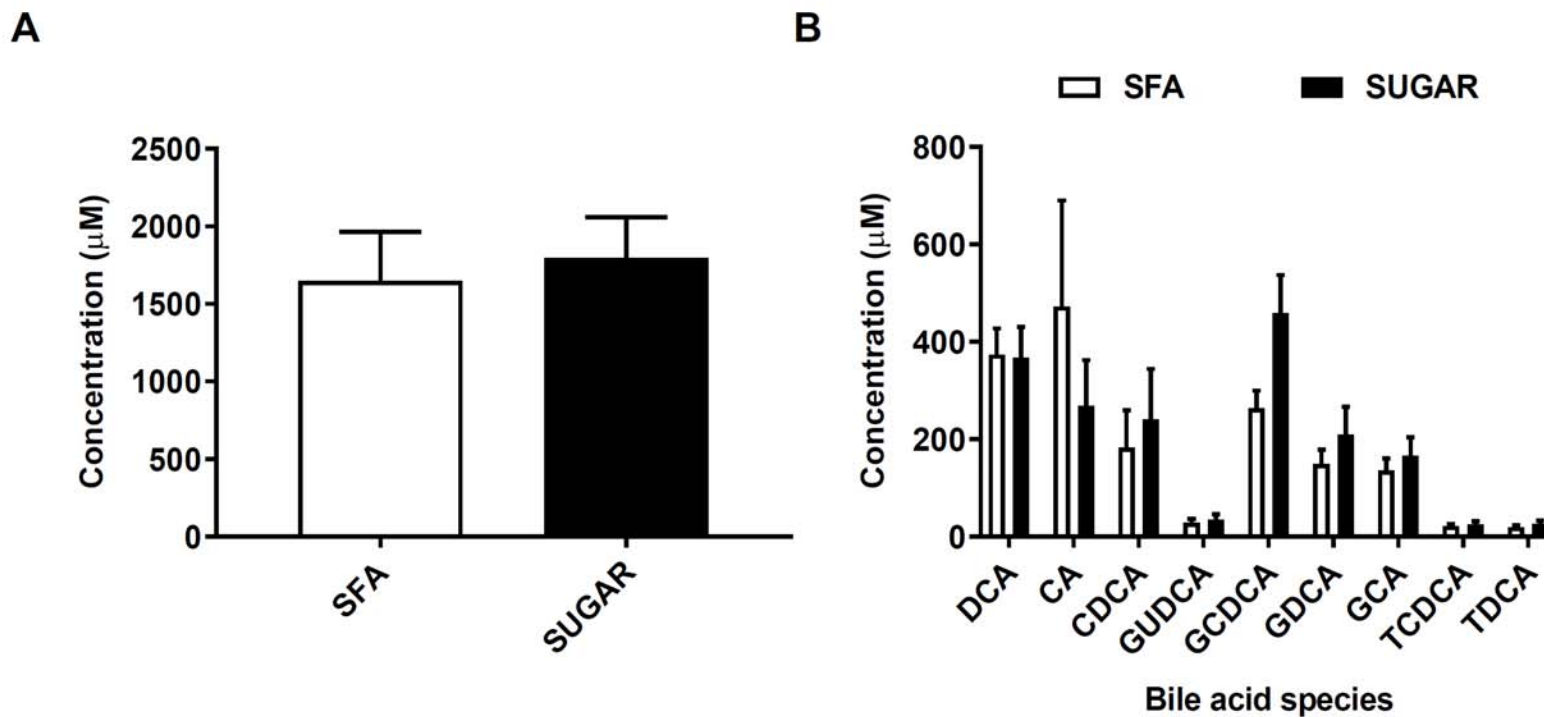 A
Concentration (μM)
2500
2000
1500
1000
500
0
SFA
SUGAR
B
SFA
SUGAR
Concentration (μM)
800
600
400
200
0
DCA
CA
CDCA
GUDCA
GCDCA
GDCA
GCA
TCDCA
TDCA
Bile acid species